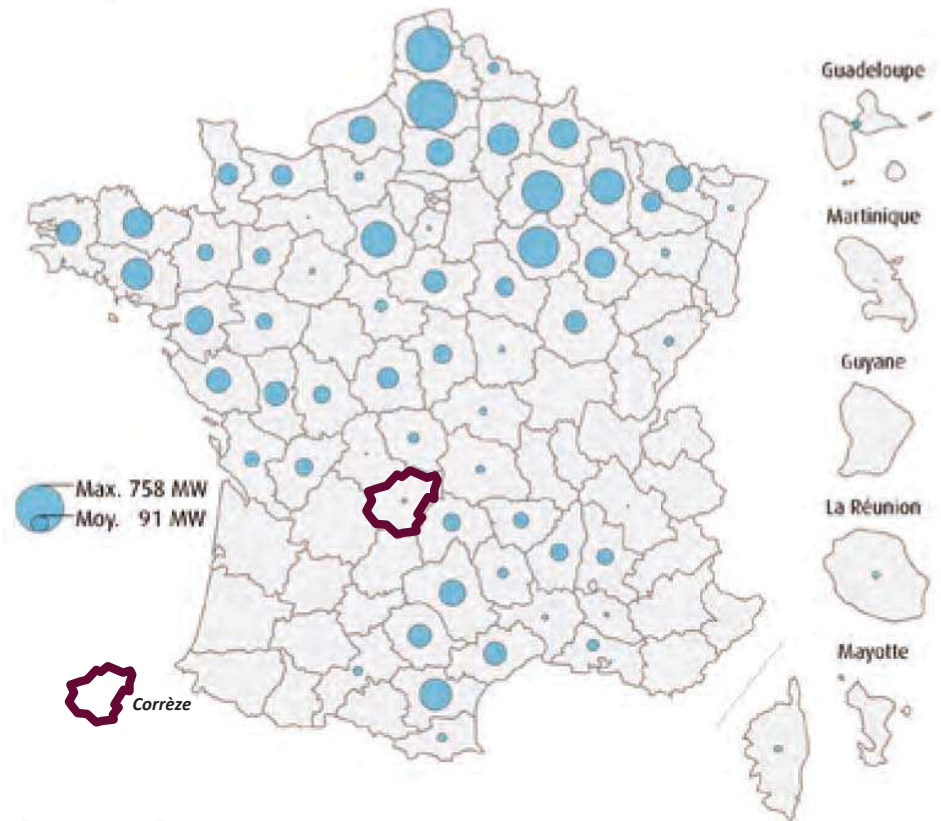 Guadeloupe
Martinique
Guyane
Max. 758 MW
Moy. 91 MW
La Réunion
Mayotte
Corrèze